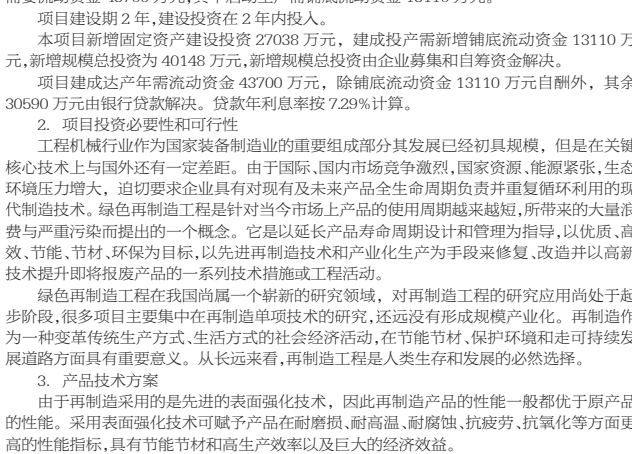 项目建设期 2 年,建设投资在 2 年内投入。
本项目新增固定资产建设投资 27038 万元，建成投产需新增铺底流动资金 13110 万
元,新增规模总投资为 40148 万元,新增规模总投资由企业募集和自筹资金解决。
项目建成达产年需流动资金 43700 万元，除铺底流动资金 13110 万元自酬外，其余
30590 万元由银行贷款解决。贷款年利息率按 7.29%计算。
2. 项目投资必要性和可行性
工程机械行业作为国家装备制造业的重要组成部分其发展已经初具规模，但是在关键
核心技术上与国外还有一定差距。由于国际、国内市场竞争激烈,国家资源、能源紧张,生态
环境压力增大，迫切要求企业具有对现有及未来产品全生命周期负责并重复循环利用的现
代制造技术。绿色再制造工程是针对当今市场上产品的使用周期越来越短,所带来的大量浪
费与严重污染而提出的一个概念。它是以延长产品寿命周期设计和管理为指导,以优质、高
效、节能、节材、环保为目标,以先进再制造技术和产业化生产为手段来修复、改造并以高新
技术提升即将报废产品的一系列技术措施或工程活动。
绿色再制造工程在我国尚属一个崭新的研究领域，对再制造工程的研究应用尚处于起
步阶段,很多项目主要集中在再制造单项技术的研究,还远没有形成规模产业化。再制造作
为一种变革传统生产方式、生活方式的社会经济活动,在节能节材、保护环境和走可持续发
展道路方面具有重要意义。从长远来看,再制造工程是人类生存和发展的必然选择。
3. 产品技术方案
由于再制造采用的是先进的表面强化技术，因此再制造产品的性能一般都优于原产品
的性能。采用表面强化技术可赋予产品在耐磨损、耐高温、耐腐蚀、抗疲劳、抗氧化等方面更
高的性能指标,具有节能节材和高生产效率以及巨大的经济效益。